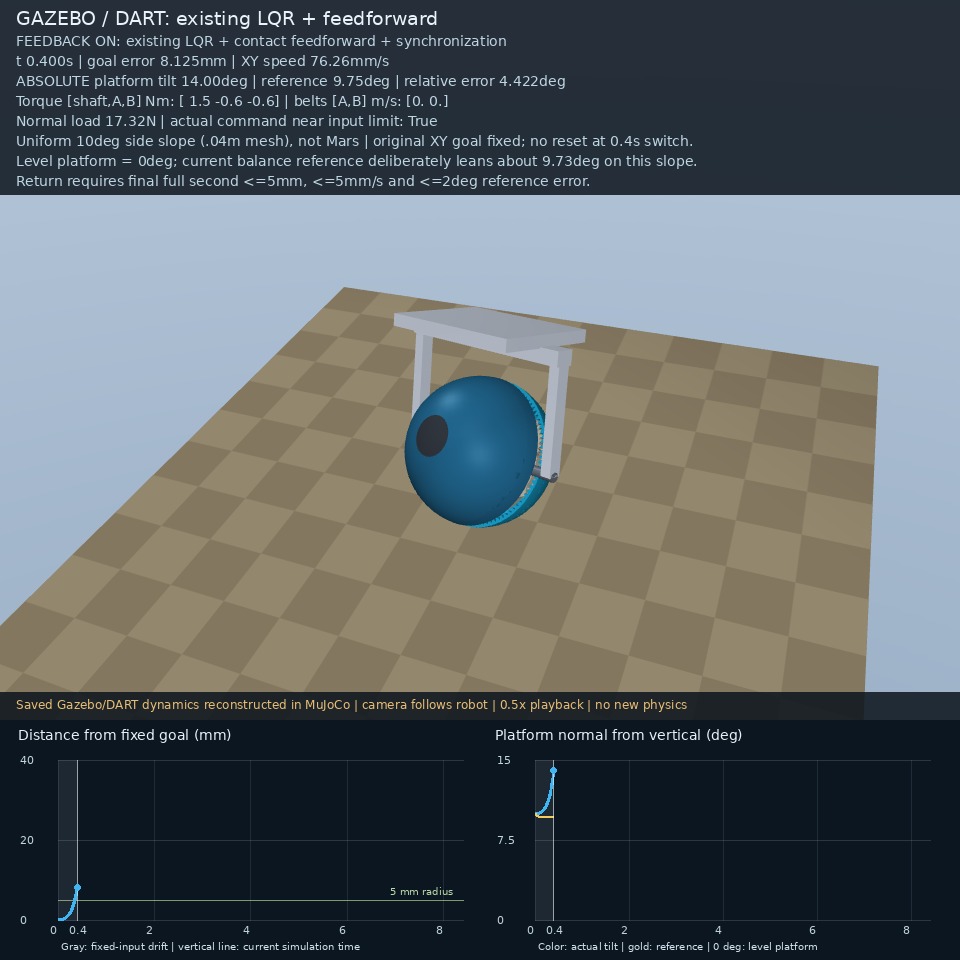 GAZEBO / DART: existing LQR + feedforward
FEEDBACK ON: existing LQR + contact feedforward + synchronization
t 0.400s | goal error 8.125mm | XY speed 76.26mm/s
ABSOLUTE platform tilt 14.00deg | reference 9.75deg | relative error 4.422deg
Torque [shaft,A,B] Nm: [ 1.5 -0.6 -0.6] | belts [A,B] m/s: [0. 0.]
Normal load 17.32N | actual command near input limit: True
Uniform 10deg side slope (.04m mesh), not Mars | original XY goal fixed; no reset at 0.4s switch.
Level platform = 0deg; current balance reference deliberately leans about 9.73deg on this slope.
Return requires final full second <=5mm, <=5mm/s and <=2deg reference error.
Saved Gazebo/DART dynamics reconstructed in MuJoCo | camera follows robot | 0.5x playback | no new physics
Distance from fixed goal (mm)
40
20
5 mm radius
0
0 0.4 2 4 6 8
Gray: fixed-input drift | vertical line: current simulation time
Platform normal from vertical (deg)
15
7.5
0
0 0.4 2 4 6 8
Color: actual tilt | gold: reference | 0 deg: level platform